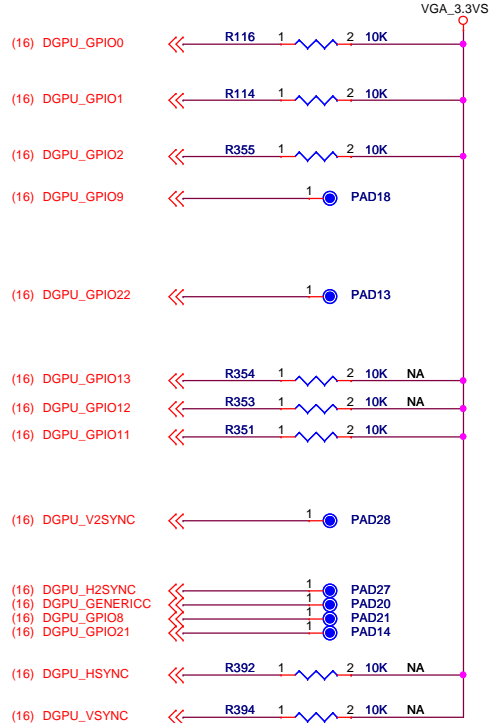 VGA_3.3VS
(16) DGPU_GPIO0 R116 1 2 10K
(16) DGPU_GPIO1 R114 1 2 10K
(16) DGPU_GPIO2 R355 1 2 10K
(16) DGPU_GPIO9 1 PAD18
(16) DGPU_GPIO22 1 PAD13
(16) DGPU_GPIO13 R354 1 2 10K NA
(16) DGPU_GPIO12 R353 1 2 10K NA
(16) DGPU_GPIO11 R351 1 2 10K
(16) DGPU_V2SYNC 1 PAD28
(16) DGPU_H2SYNC 1 PAD27
(16) DGPU_GENERICC 1 PAD20
(16) DGPU_GPIO8 1 PAD21
(16) DGPU_GPIO21 1 PAD14
(16) DGPU_HSYNC R392 1 2 10K NA
(16) DGPU_VSYNC R394 1 2 10K NA